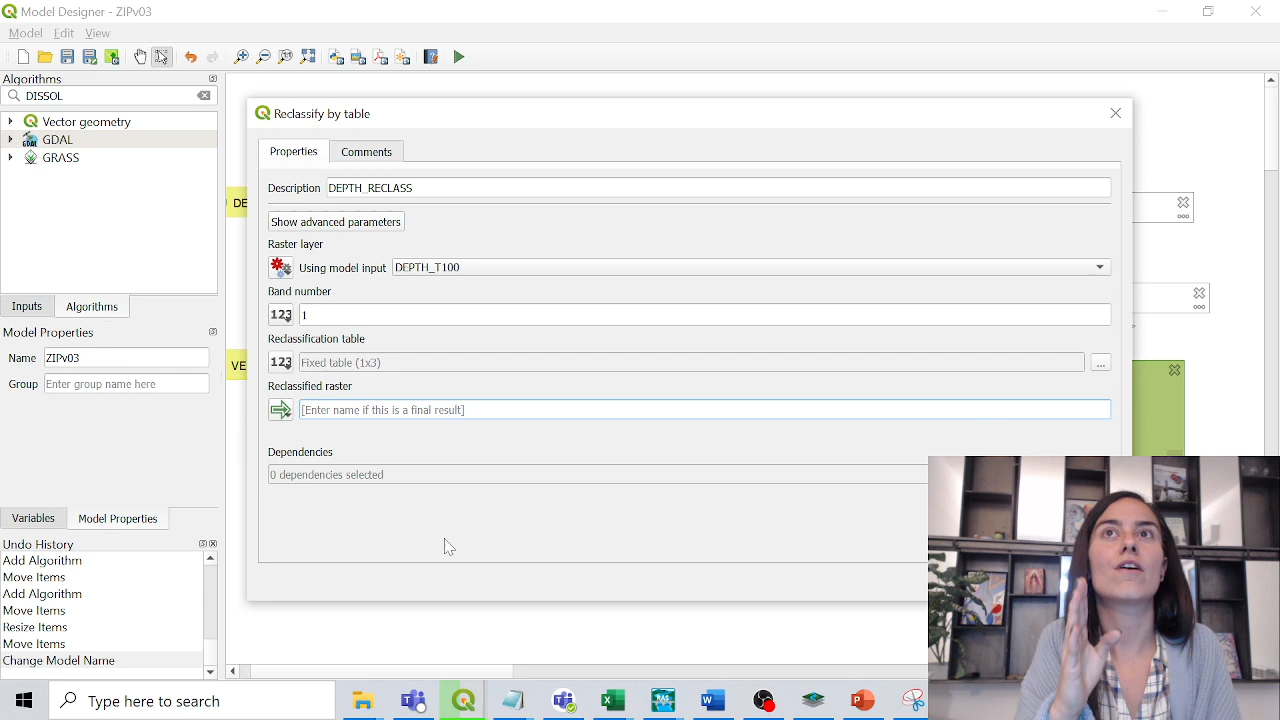 Model Designer - ZIPv03
Model Edit View
Algorithms
DISSOL
Vector geometry
GDAL
GDAL
GRASS
Inputs Algorithms
Model Properties
Name ZIPv03
Group Enter group name here
Variables Model Properties
Undo History
Add Algorithm
Move Items
Add Algorithm
Move Items
Resize Items
Move Items
Change Model Name
DE
VE
Reclassify by table
Properties Comments
Description DEPTH_RECLASS
Show advanced parameters
Raster layer
Using model input DEPTH_T100
Band number
123 1
Reclassification table
123 Fixed table (1x3) ...
Reclassified raster
[Enter name if this is a final result]
Dependencies
0 dependencies selected
Type here to search